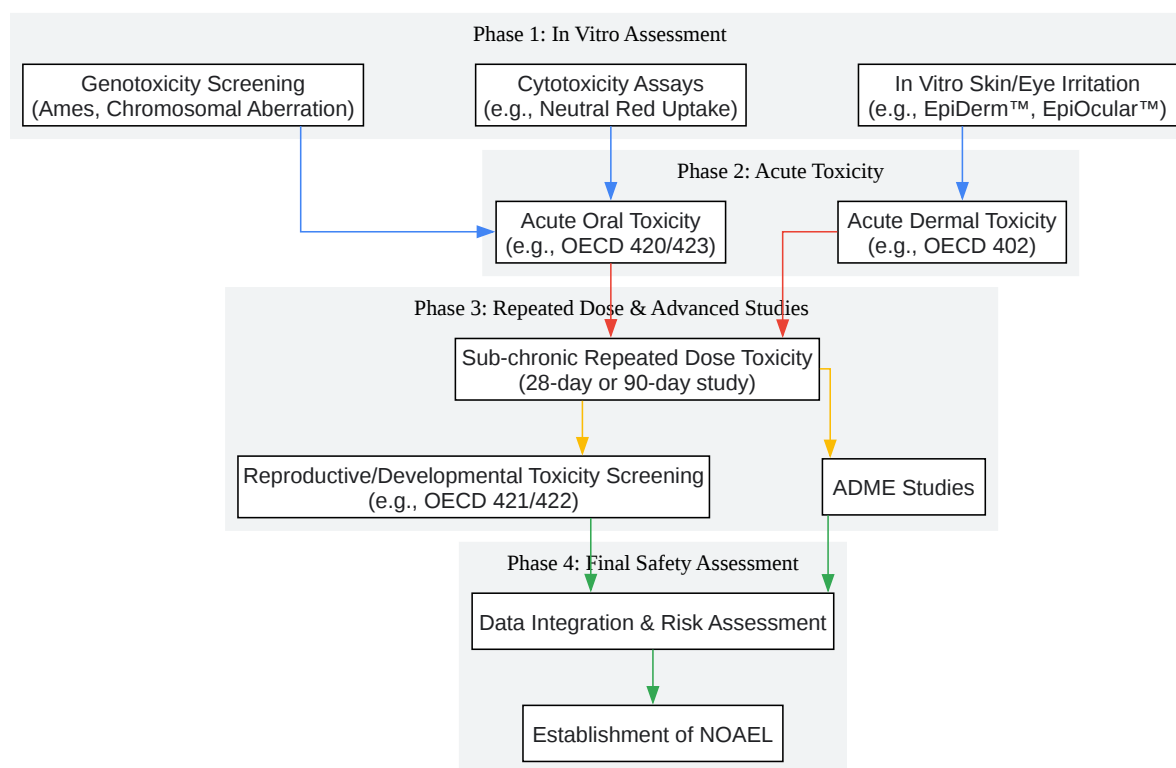 Phase 1: In Vitro Assessment
Genotoxicity Screening
(Ames, Chromosomal Aberration)
Cytotoxicity Assays
(e.g., Neutral Red Uptake)
In Vitro Skin/Eye Irritation
(e.g., EpiDerm™, EpiOcular™)
Phase 2: Acute Toxicity
Acute Oral Toxicity
(e.g., OECD 420/423)
Acute Dermal Toxicity
(e.g., OECD 402)
Phase 3: Repeated Dose & Advanced Studies
Sub-chronic Repeated Dose Toxicity
(28-day or 90-day study)
Reproductive/Developmental Toxicity Screening
(e.g., OECD 421/422)
ADME Studies
Phase 4: Final Safety Assessment
Data Integration & Risk Assessment
Establishment of NOAEL